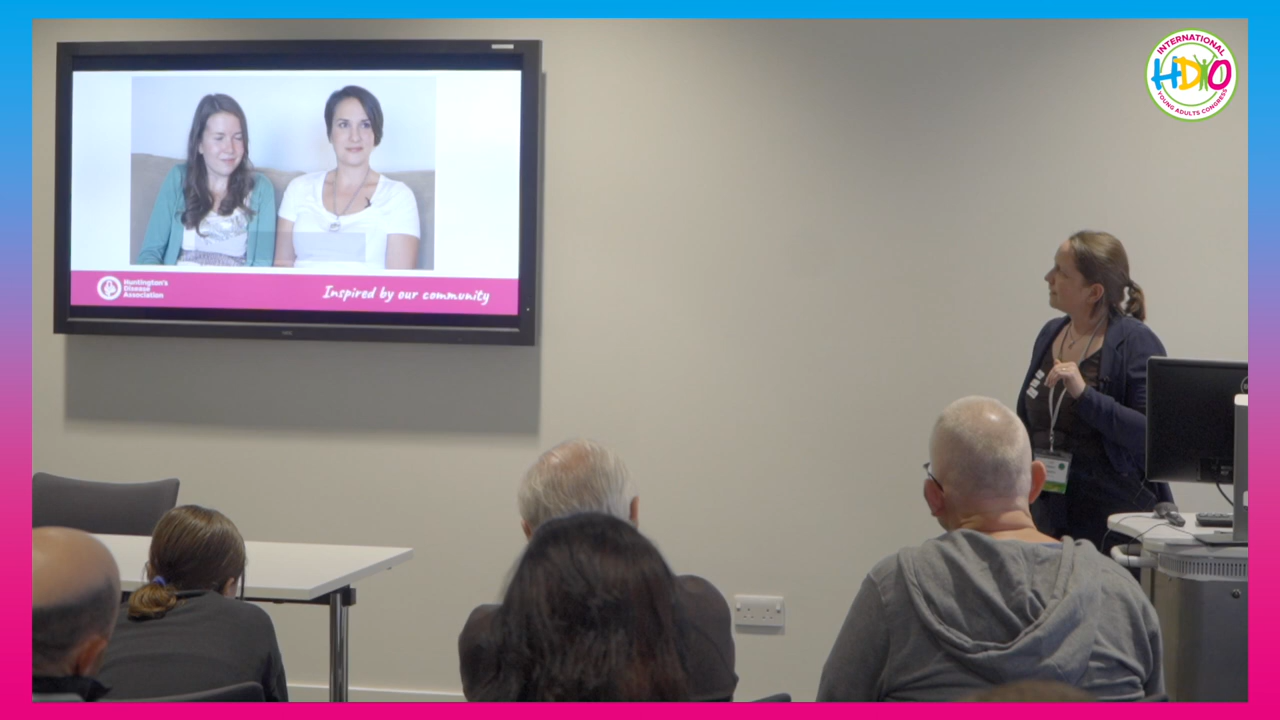 INTERNATIONAL
HDYO
YOUNG ADULTS CONGRESS
Huntington's
Disease
Association
Inspired by our community